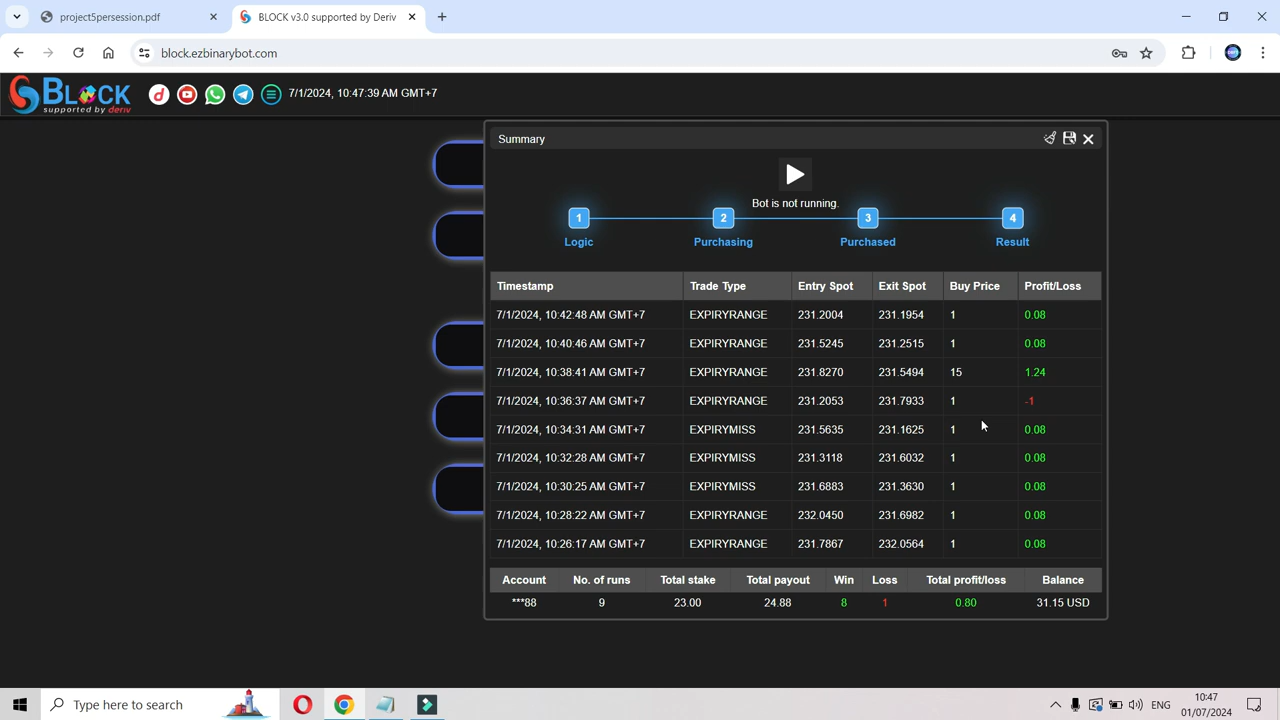 project5persession.pdf
BLOCK v3.0 supported by Deriv
block.ezbinarybot.com
BLOCK
supported by deriv
7/1/2024, 10:47:39 AM GMT+7
Summary
Bot is not running.
1 2 3 4
Logic Purchasing Purchased Result
Timestamp Trade Type Entry Spot Exit Spot Buy Price Profit/Loss
7/1/2024, 10:42:48 AM GMT+7 EXPIRYRANGE 231.2004 231.1954 1 0.08
7/1/2024, 10:40:46 AM GMT+7 EXPIRYRANGE 231.5245 231.2515 1 0.08
7/1/2024, 10:38:41 AM GMT+7 EXPIRYRANGE 231.8270 231.5494 15 1.24
7/1/2024, 10:36:37 AM GMT+7 EXPIRYRANGE 231.2053 231.7933 1 -1
7/1/2024, 10:34:31 AM GMT+7 EXPIRYMISS 231.5635 231.1625 1 0.08
7/1/2024, 10:32:28 AM GMT+7 EXPIRYMISS 231.3118 231.6032 1 0.08
7/1/2024, 10:30:25 AM GMT+7 EXPIRYMISS 231.6883 231.3630 1 0.08
7/1/2024, 10:28:22 AM GMT+7 EXPIRYRANGE 232.0450 231.6982 1 0.08
7/1/2024, 10:26:17 AM GMT+7 EXPIRYRANGE 231.7867 232.0564 1 0.08
Account No. of runs Total stake Total payout Win Loss Total profit/loss Balance
***88 9 23.00 24.88 8 1 0.80 31.15 USD
Type here to search
ENG
10:47
01/07/2024